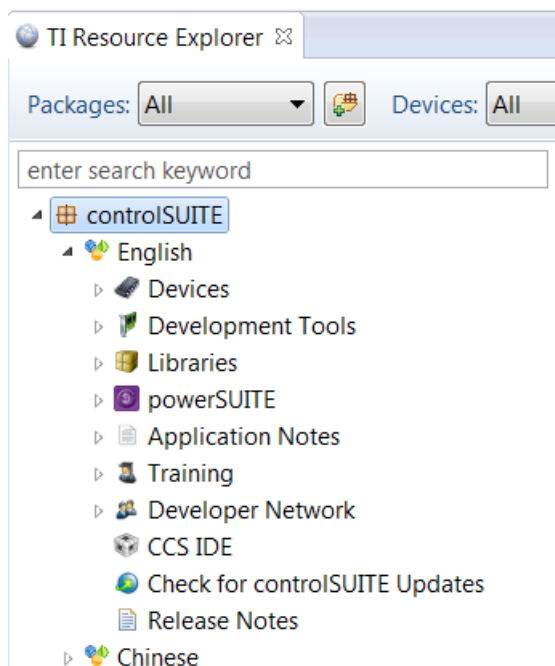 TI Resource Explorer
Packages: All Devices: All
enter search keyword
controlSUITE
English
Devices
Development Tools
Libraries
powerSUITE
Application Notes
Training
Developer Network
CCS IDE
Check for controlSUITE Updates
Release Notes
Chinese